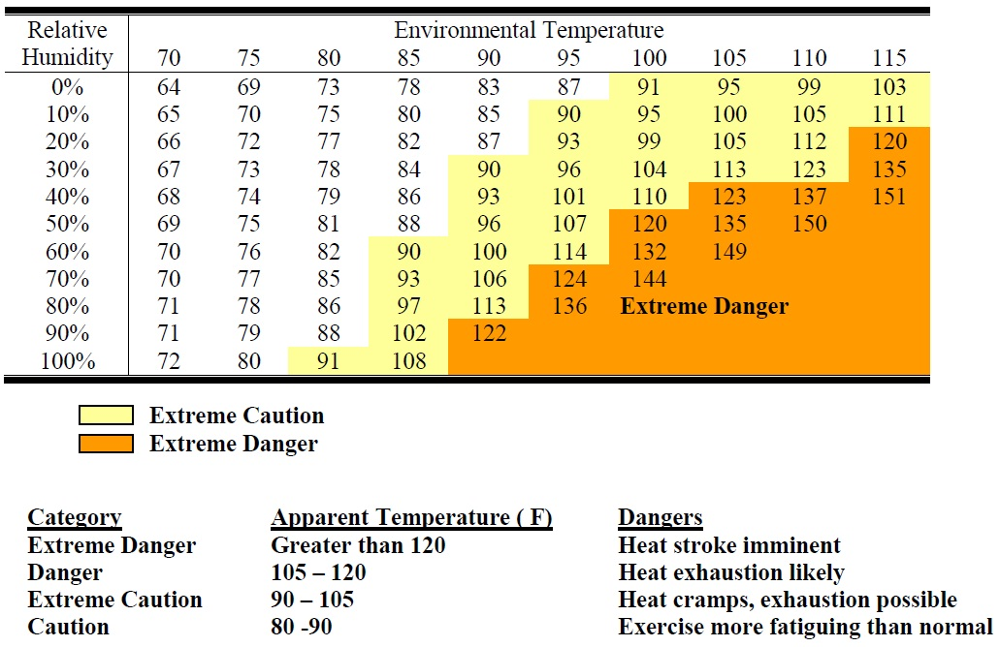 Relative Environmental Temperature
Humidity 70 75 80 85 90 95 100 105 110 115
0% 64 69 73 78 83 87 91 95 99 103
10% 65 70 75 80 85 90 95 100 105 111
20% 66 72 77 82 87 93 99 105 112 120
30% 67 73 78 84 90 96 104 113 123 135
40% 68 74 79 86 93 101 110 123 137 151
50% 69 75 81 88 96 107 120 135 150
60% 70 76 82 90 100 114 132 149
70% 70 77 85 93 106 124 144
80% 71 78 86 97 113 136 Extreme Danger
90% 71 79 88 102 122
100% 72 80 91 108
Extreme Caution
Extreme Danger
Category Apparent Temperature ( F) Dangers
Extreme Danger Greater than 120 Heat stroke imminent
Danger 105 – 120 Heat exhaustion likely
Extreme Caution 90 – 105 Heat cramps, exhaustion possible
Caution 80 -90 Exercise more fatiguing than normal